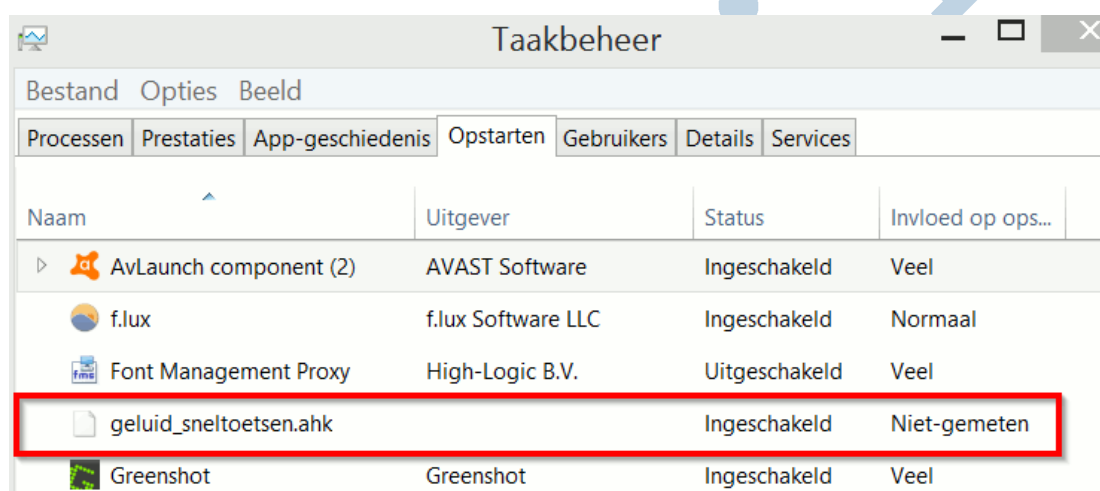 Taakbeheer
Bestand Opties Beeld
Processen Prestaties App-geschiedenis Opstarten Gebruikers Details Services
Naam Uitgever Status Invloed op ops...
AvLaunch component (2) AVAST Software Ingeschakeld Veel
f.lux f.lux Software LLC Ingeschakeld Normaal
fms Font Management Proxy High-Logic B.V. Uitgeschakeld Veel
geluid_sneltoetsen.ahk Ingeschakeld Niet-gemeten
Greenshot Greenshot Ingeschakeld Veel